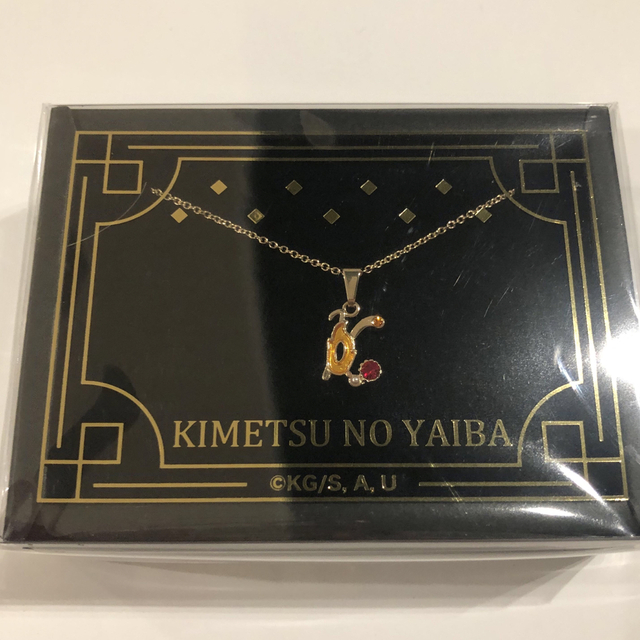 KIMETSU NO YAIBA
©KG/S, A, U